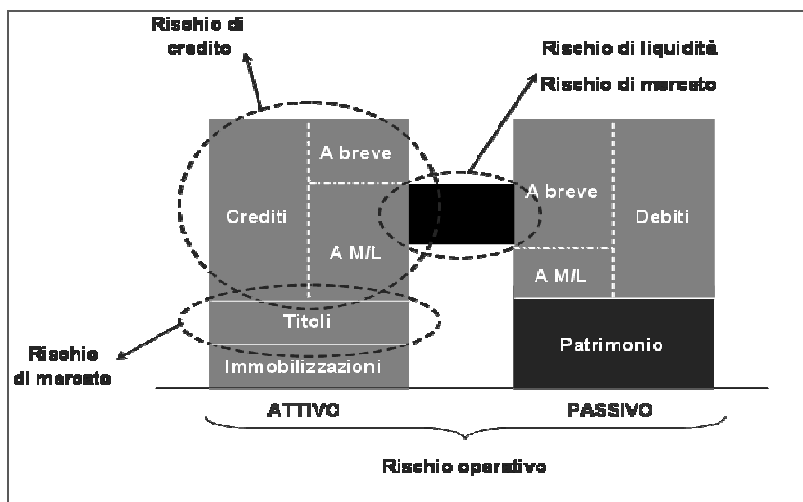 Rischio di
credito
Rischio di liquidità
Rischio di mercato
A breve
Crediti
A M/L
A breve
Debiti
A M/L
Titoli
Immobilizzazioni
Patrimonio
Rischio
di mercato
ATTIVO
PASSIVO
Rischio operativo